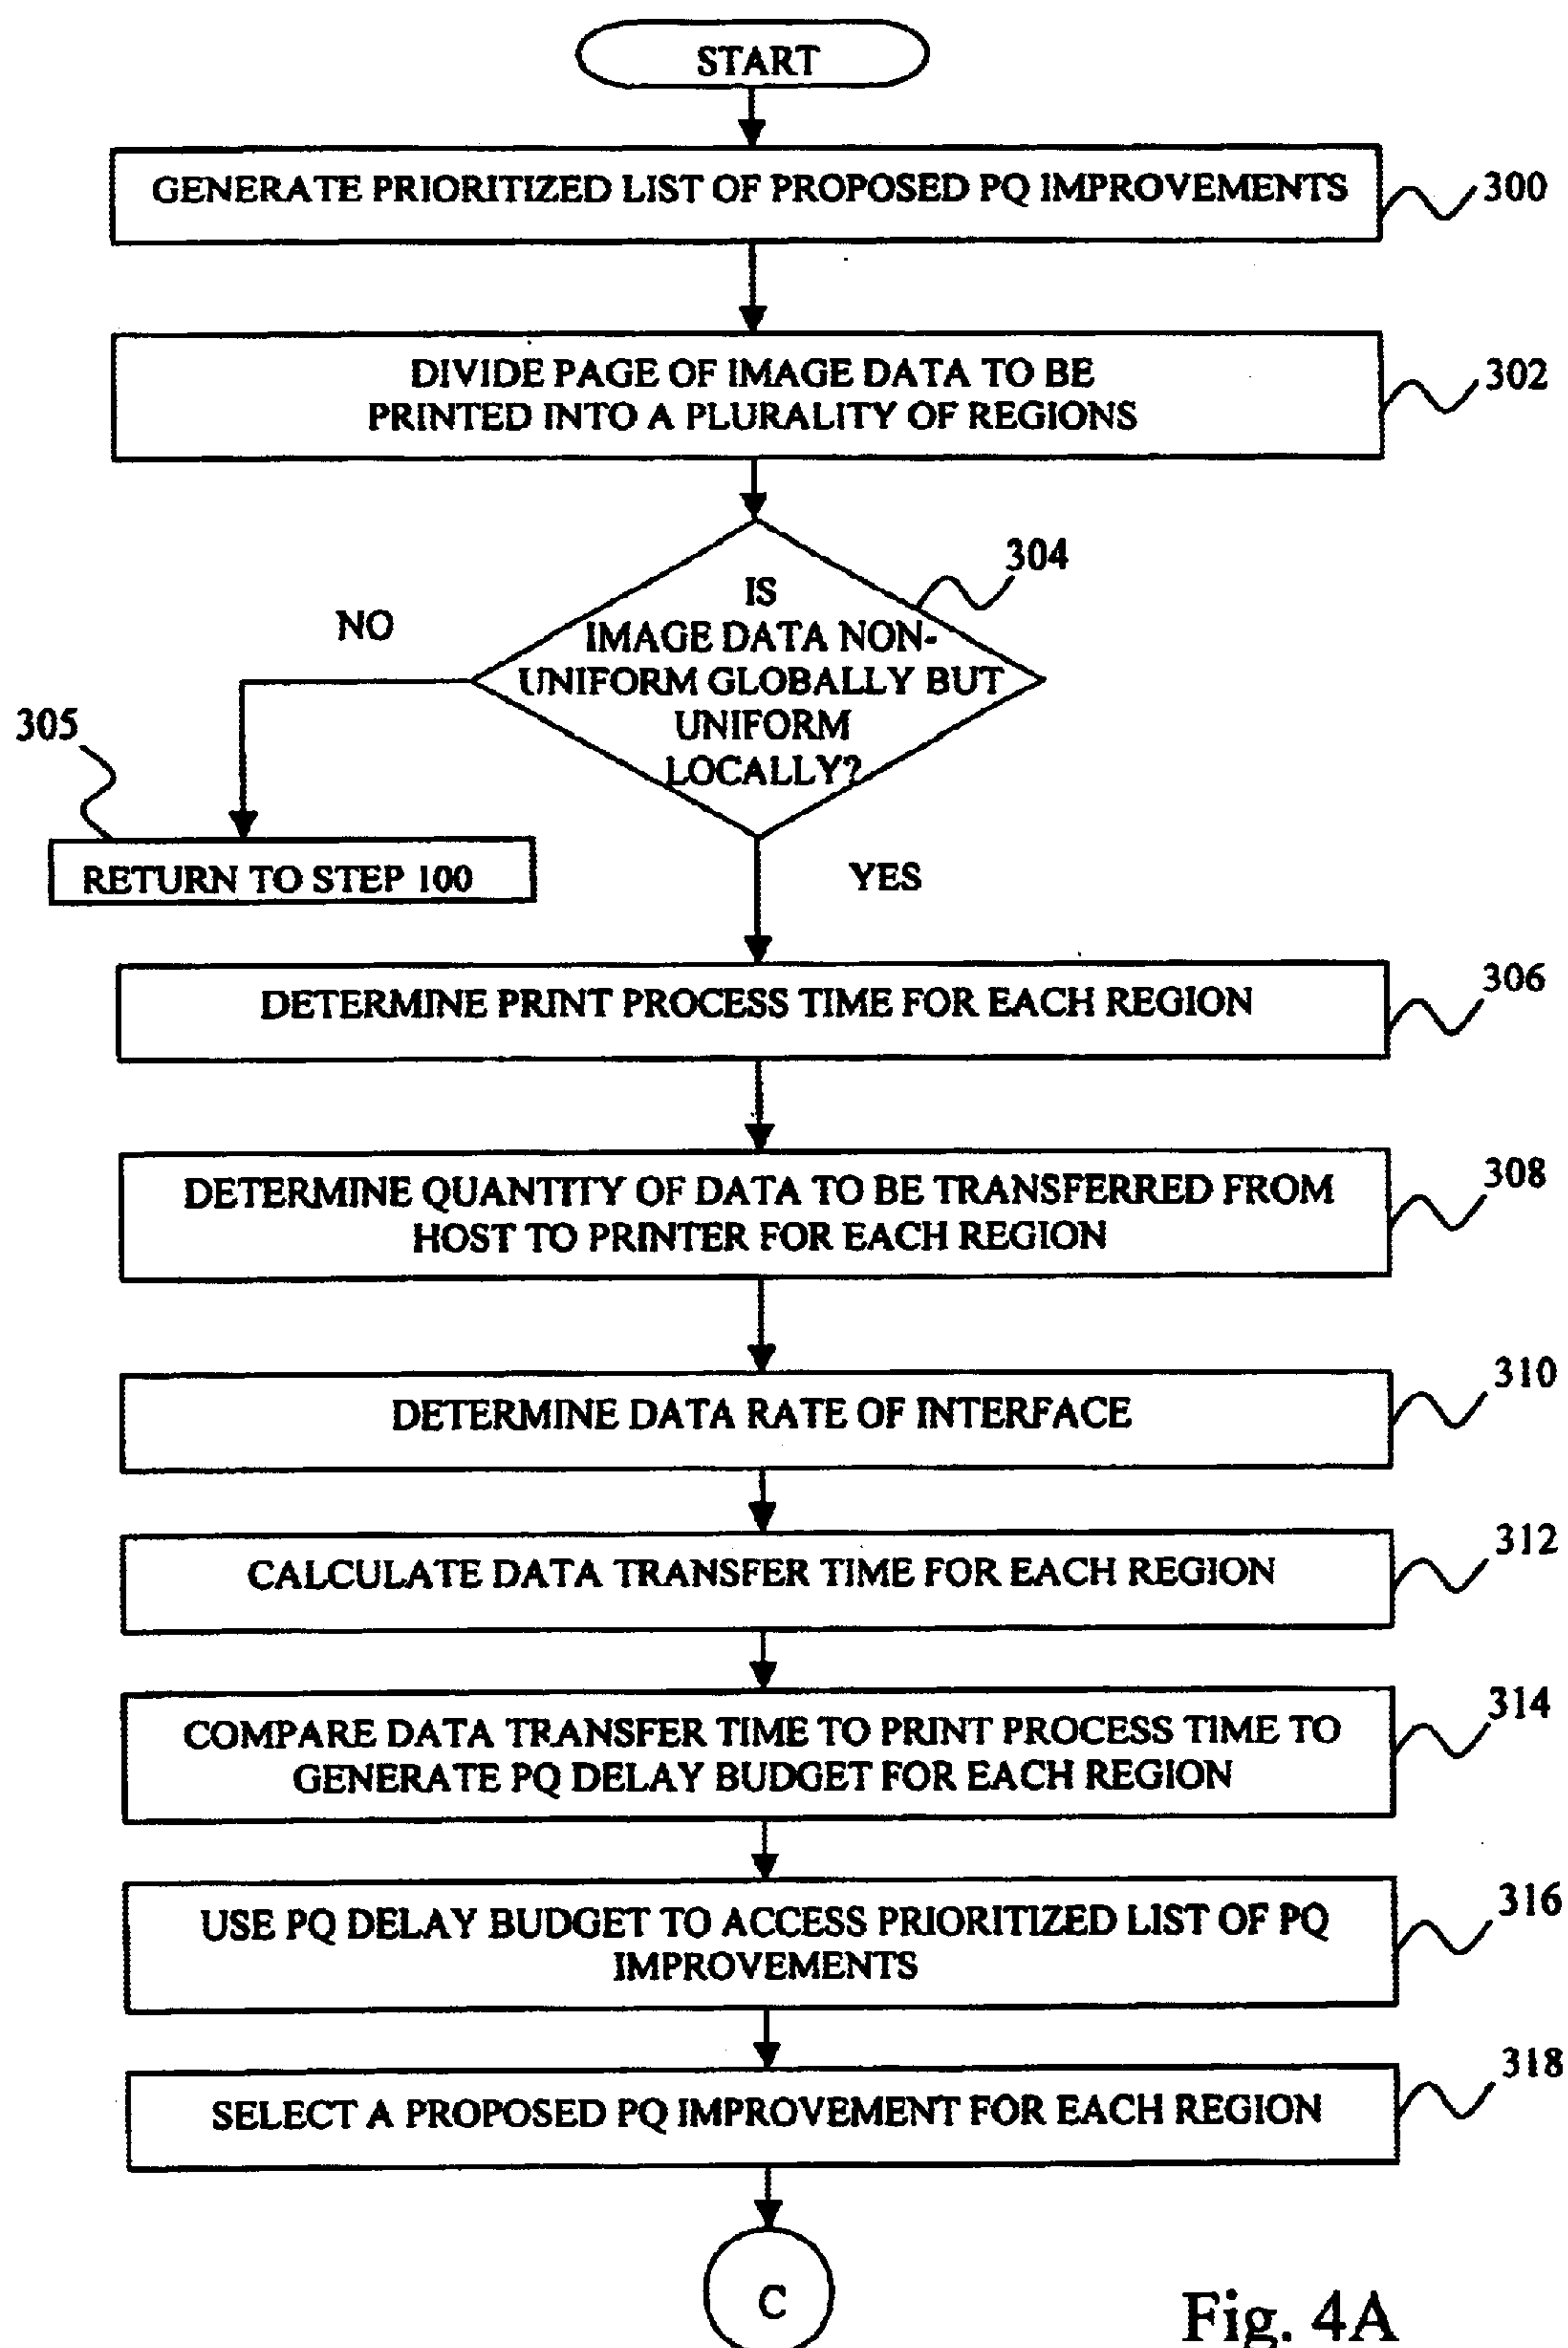 START
GENERATE PRIORITIZED LIST OF PROPOSED PQ IMPROVEMENTS
300
DIVIDE PAGE OF IMAGE DATA TO BE
PRINTED INTO A PLURALITY OF REGIONS
302
304
IS
IMAGE DATA NON-
UNIFORM GLOBALLY BUT
UNIFORM
LOCALLY?
NO
305
RETURN TO STEP 100
YES
DETERMINE PRINT PROCESS TIME FOR EACH REGION
306
DETERMINE QUANTITY OF DATA TO BE TRANSFERRED FROM
HOST TO PRINTER FOR EACH REGION
308
DETERMINE DATA RATE OF INTERFACE
310
CALCULATE DATA TRANSFER TIME FOR EACH REGION
312
COMPARE DATA TRANSFER TIME TO PRINT PROCESS TIME TO
GENERATE PQ DELAY BUDGET FOR EACH REGION
314
USE PQ DELAY BUDGET TO ACCESS PRIORITIZED LIST OF PQ
IMPROVEMENTS
316
SELECT A PROPOSED PQ IMPROVEMENT FOR EACH REGION
318
C
Fig. 4A